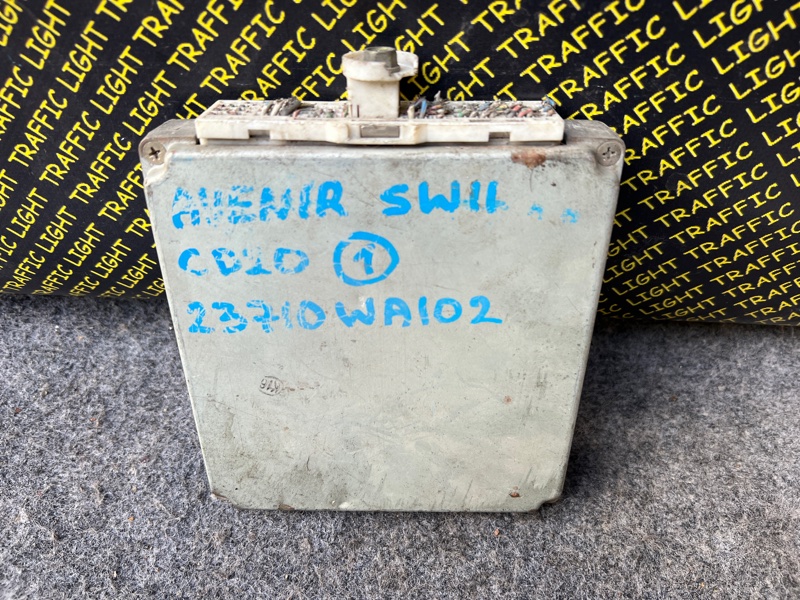 AVENIR SW11
CD20 1
23710WA102
TRAFFIC LIGHT TRAFFIC LIGHT TRAFFIC LIGHT